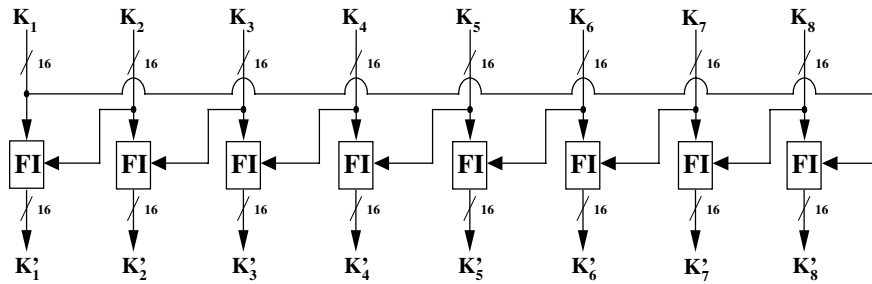 K1 K2 K3 K4 K5 K6 K7 K8
16 16 16 16 16 16 16 16
FI FI FI FI FI FI FI FI
16 16 16 16 16 16 16 16
K'1 K'2 K'3 K'4 K'5 K'6 K'7 K'8